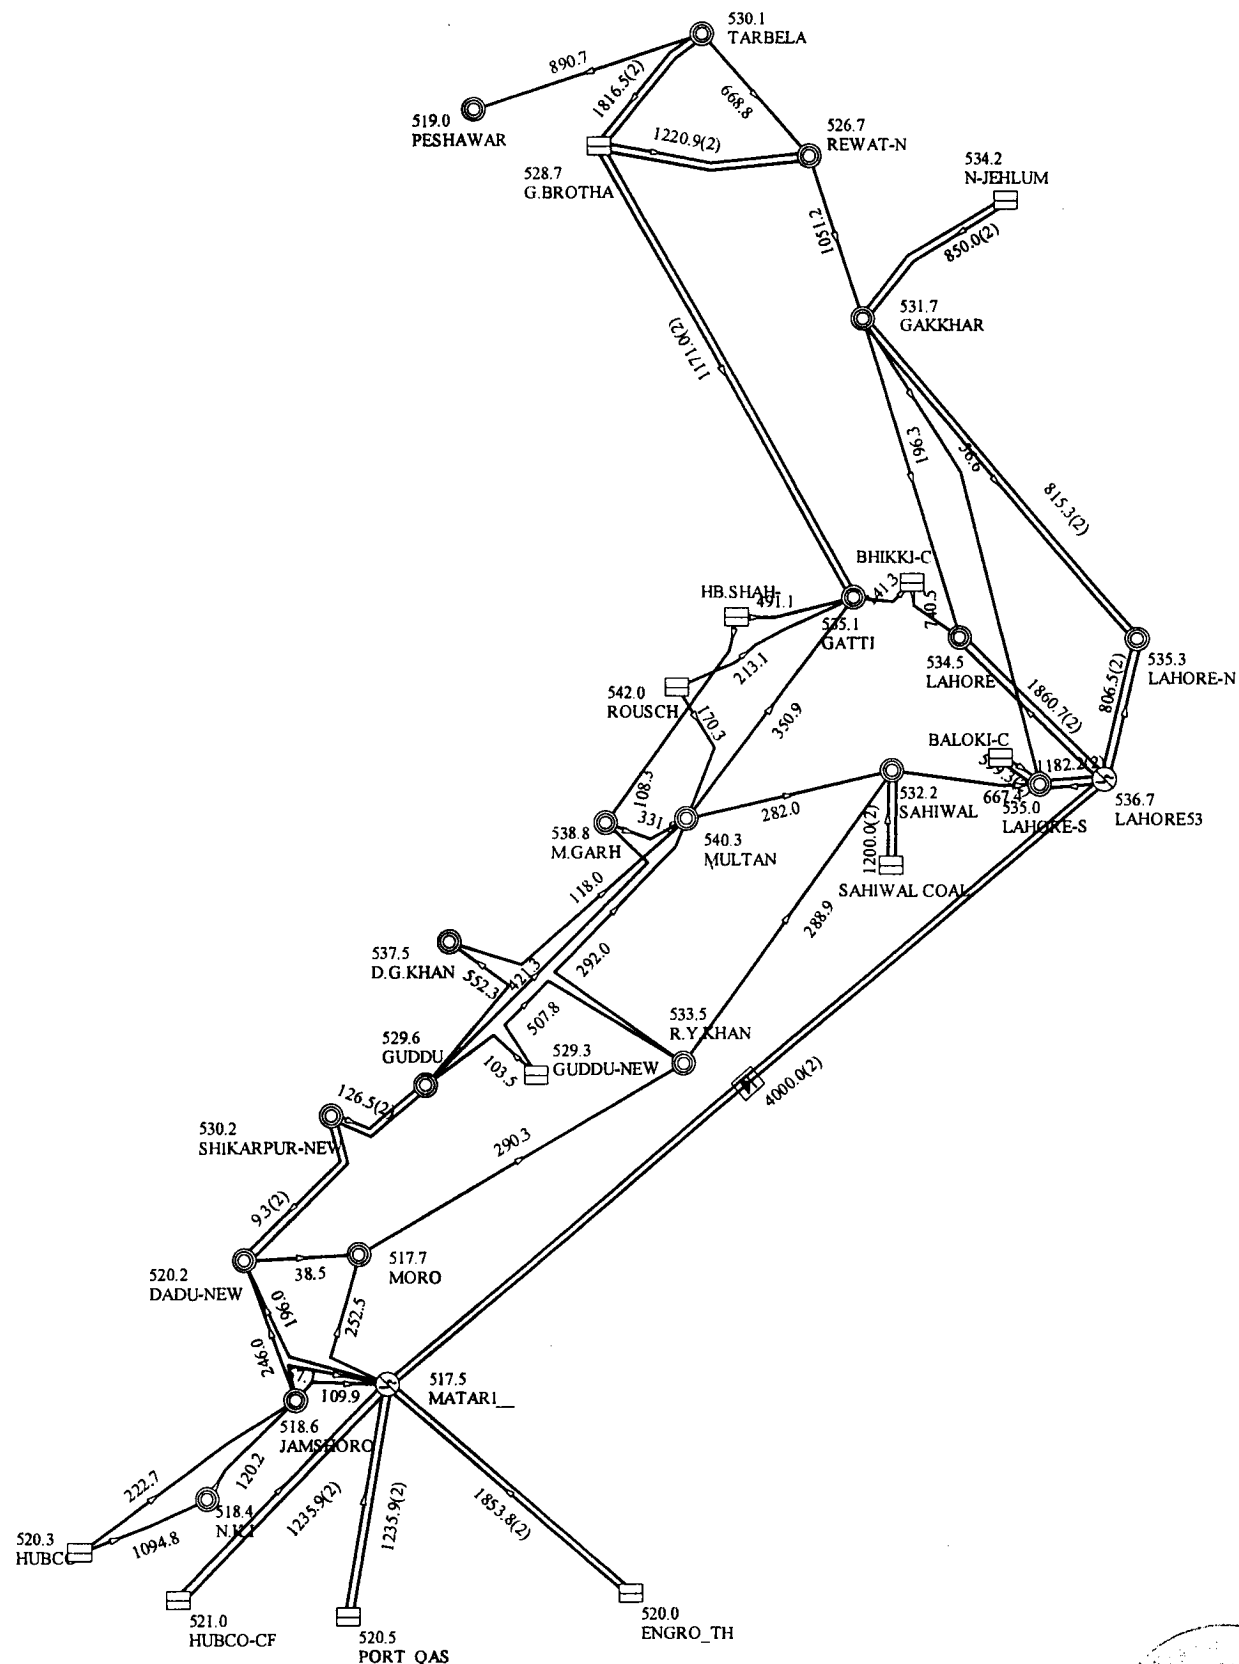 530.1
TARBELA
890.7
1816.5(2)
668.8
519.0
PESHAWAR
1220.9(2)
526.7
REWAT-N
534.2
N-JEHLUM
528.7
G.BROTHA
1051.2
850.0(2)
531.7
GAKKHAR
1171.0(2)
196.3
56.6
815.3(2)
BHIKKI-C
HB.SHAH-
491.1
141.3
740.5
535.1
GATTI
534.5
LAHORE
535.3
LAHORE-N
213.1
542.0
ROUSCH
170.3
350.9
1860.7(2)
806.5(2)
BALOKI-C
1182.2(2)
667.4
532.2
SAHIWAL
535.0
LAHORE-S
536.7
LAHORE53
108.3
331
538.8
M.GARH
540.3
MULTAN
282.0
1200.0(2)
SAHIWAL COAL
118.0
288.9
537.5
D.G.KHAN
552.3
421.3
292.0
507.8
533.5
R.Y.KHAN
529.6
GUDDU
103.5
529.3
GUDDU-NEW
4000.0(2)
126.5(2)
530.2
SHIKARPUR-NEW
290.3
9.3(2)
38.5
517.7
MORO
520.2
DADU-NEW
196.0
252.5
246.0
109.9
517.5
MATARI__
518.6
JAMSHORO
120.2
222.7
518.4
1235.9(2)
1235.9(2)
1853.8(2)
520.3
HUBCO
1094.8
521.0
HUBCO-CF
520.5
PORT_QAS
520.0
ENGRO_TH